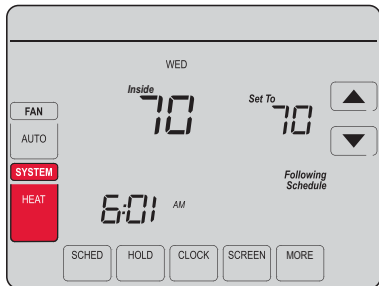 WED
Inside
70
Set To
70
FAN
AUTO
SYSTEM
HEAT
Following
Schedule
6:01 AM
SCHED
HOLD
CLOCK
SCREEN
MORE